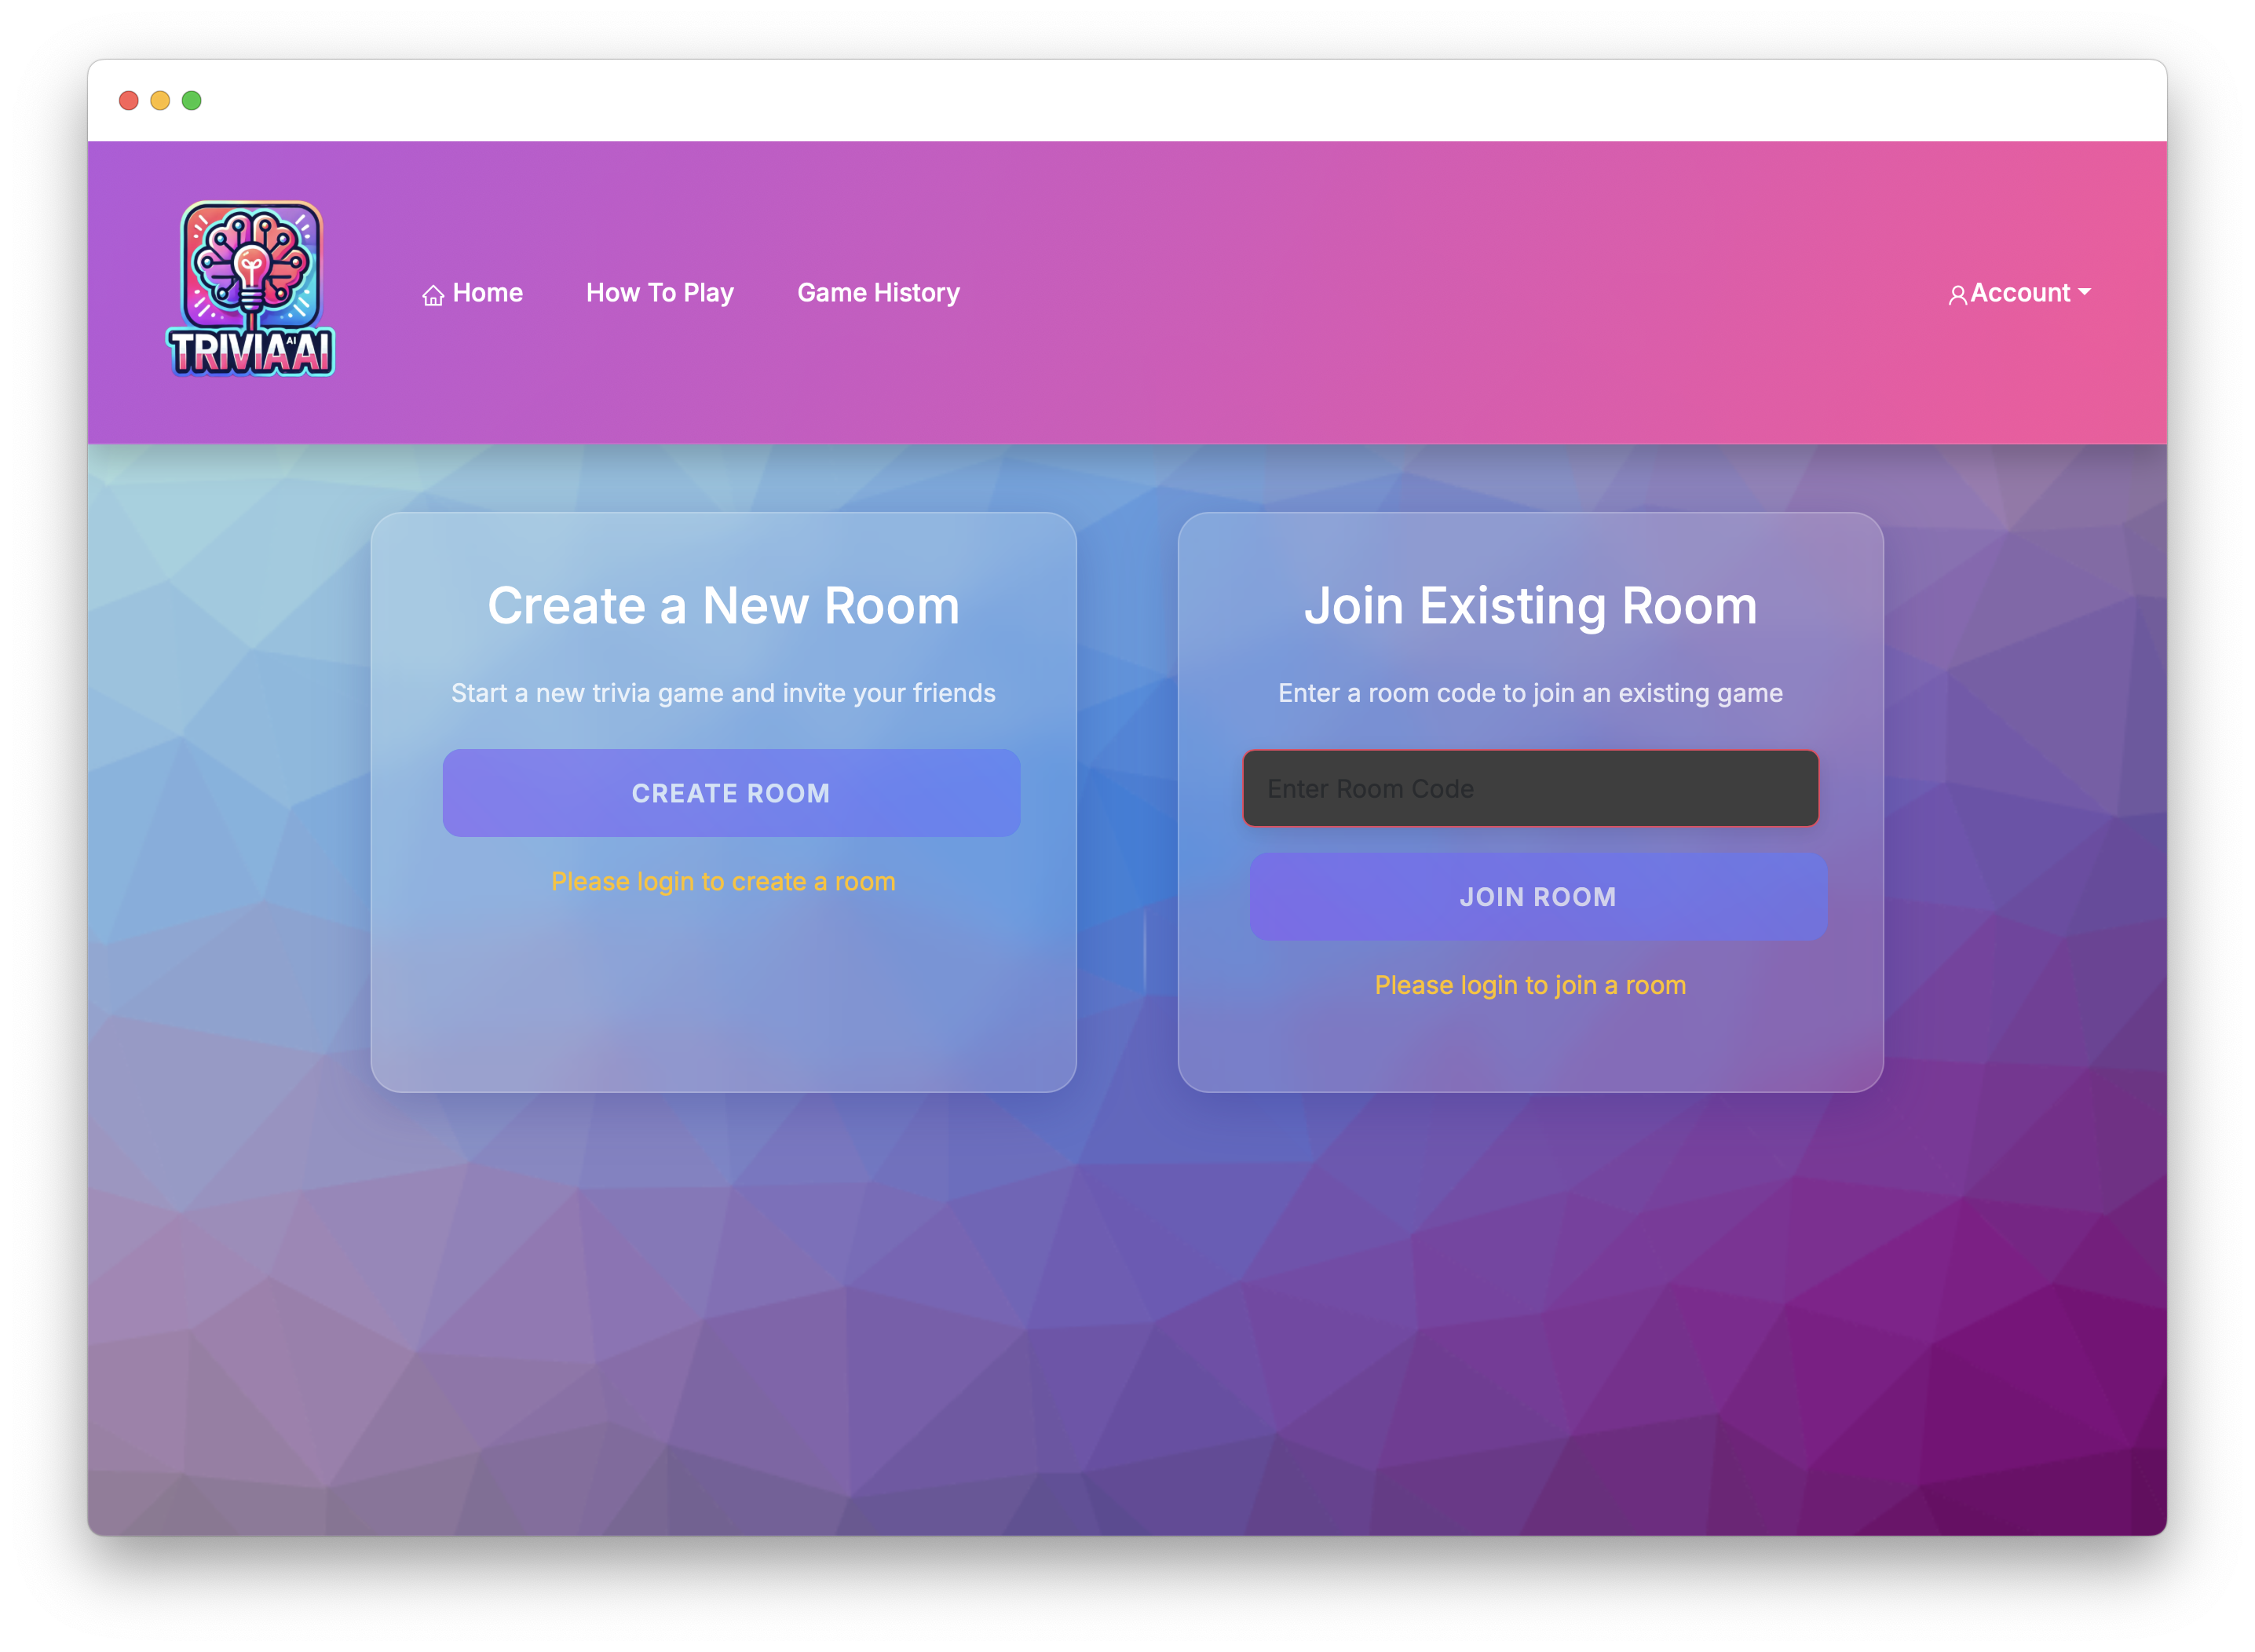 TRIVIA AI AI
Home
How To Play
Game History
Account
Create a New Room
Start a new trivia game and invite your friends
CREATE ROOM
Please login to create a room
Join Existing Room
Enter a room code to join an existing game
Enter Room Code
JOIN ROOM
Please login to join a room